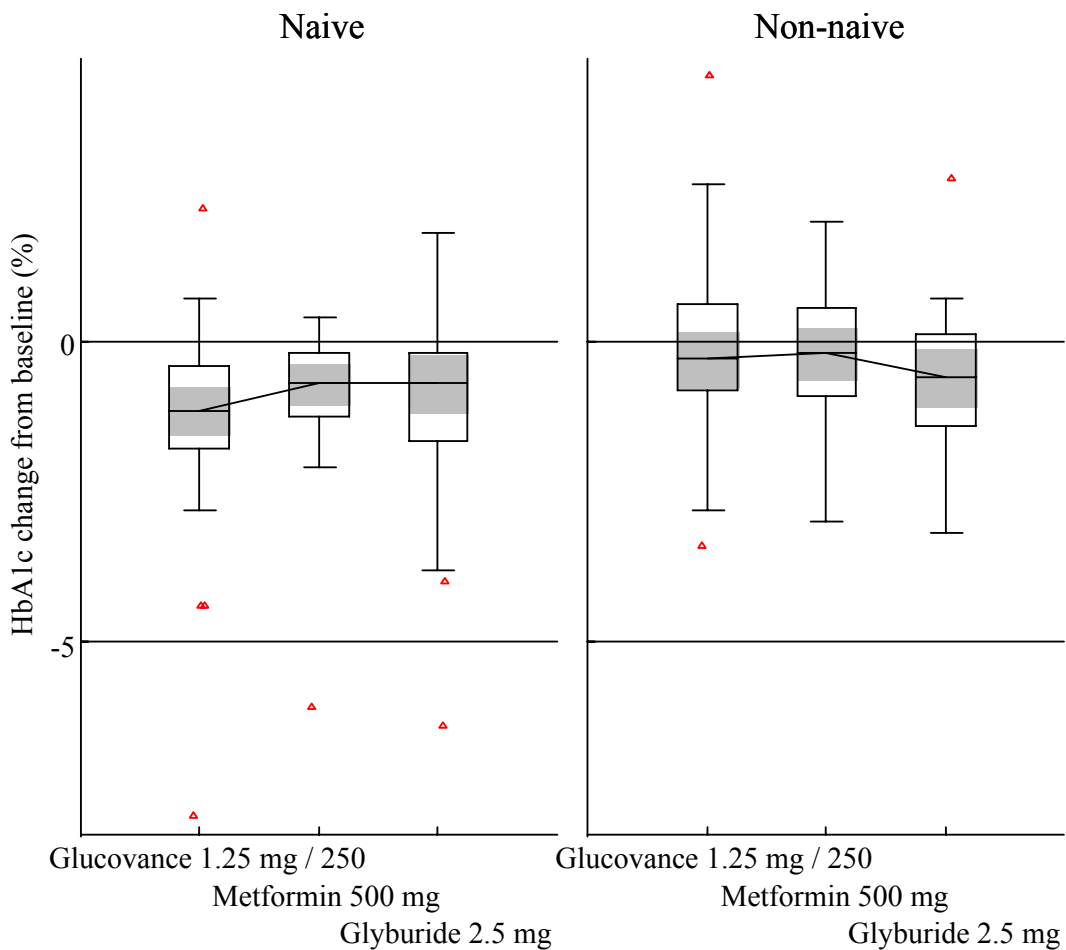 Naive
Non-naive
HbA1c change from baseline (%)
0
-5
Glucovance 1.25 mg / 250
Metformin 500 mg
Glyburide 2.5 mg
Glucovance 1.25 mg / 250
Metformin 500 mg
Glyburide 2.5 mg